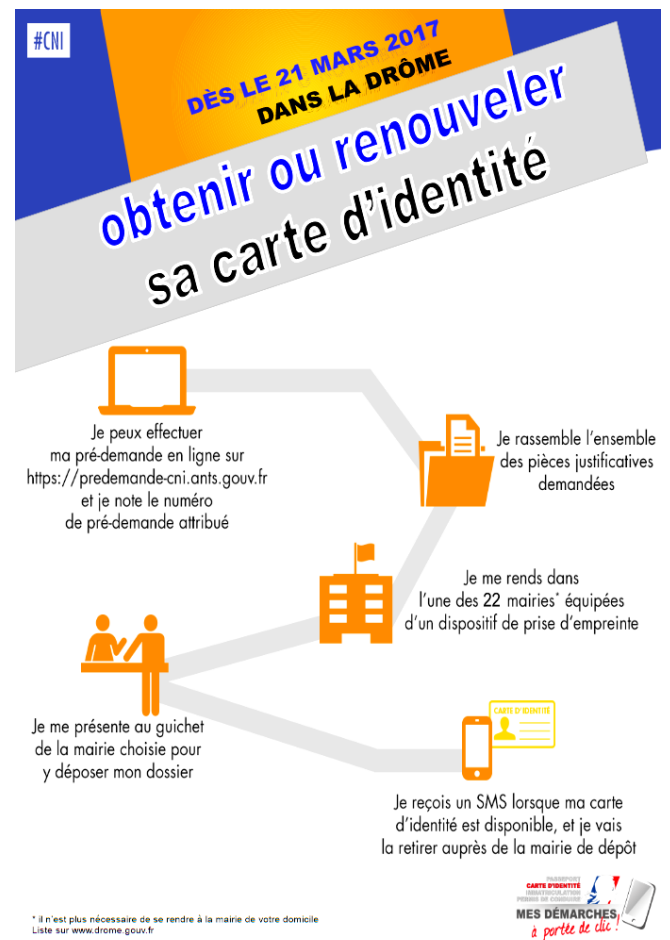 #CNI
DÈS LE 21 MARS 2017
DANS LA DRÔME
obtenir ou renouveler
sa carte d'identité
Je peux effectuer
ma pré-demande en ligne sur
https://predemande-cni.ants.gouv.fr
et je note le numéro
de pré-demande attribué
Je rassemble l'ensemble
des pièces justificatives
demandées
Je me rends dans
l'une des 22 mairies* équipées
d'un dispositif de prise d'empreinte
Je me présente au guichet
de la mairie choisie pour
y déposer mon dossier
CARTE D'IDENTITÉ
Je reçois un SMS lorsque ma carte
d'identité est disponible, et je vais
la retirer auprès de la mairie de dépôt
* il n'est plus nécessaire de se rendre à la mairie de votre domicile
Liste sur www.drome.gouv.fr
PASSEPORT
CARTE D'IDENTITÉ
IMMATRICULATION
PERMIS DE CONDUIRE
MES DÉMARCHES
à portée de clic !